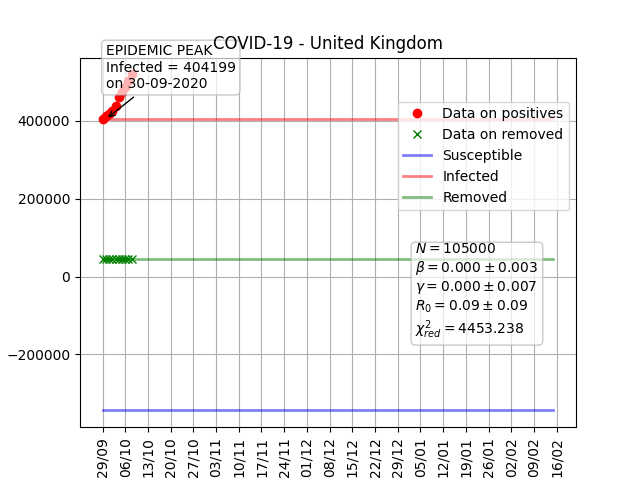 COVID-19 - United Kingdom
EPIDEMIC PEAK
Infected = 404199
on 30-09-2020
400000
200000
0
−200000
Data on positives
Data on removed
Susceptible
Infected
Removed
N = 105000
β = 0.000 ± 0.003
γ = 0.000 ± 0.007
R₀ = 0.09 ± 0.09
χ²red = 4453.238
29/09
06/10
13/10
20/10
27/10
03/11
10/11
17/11
24/11
01/12
08/12
15/12
22/12
29/12
05/01
12/01
19/01
26/01
02/02
09/02
16/02